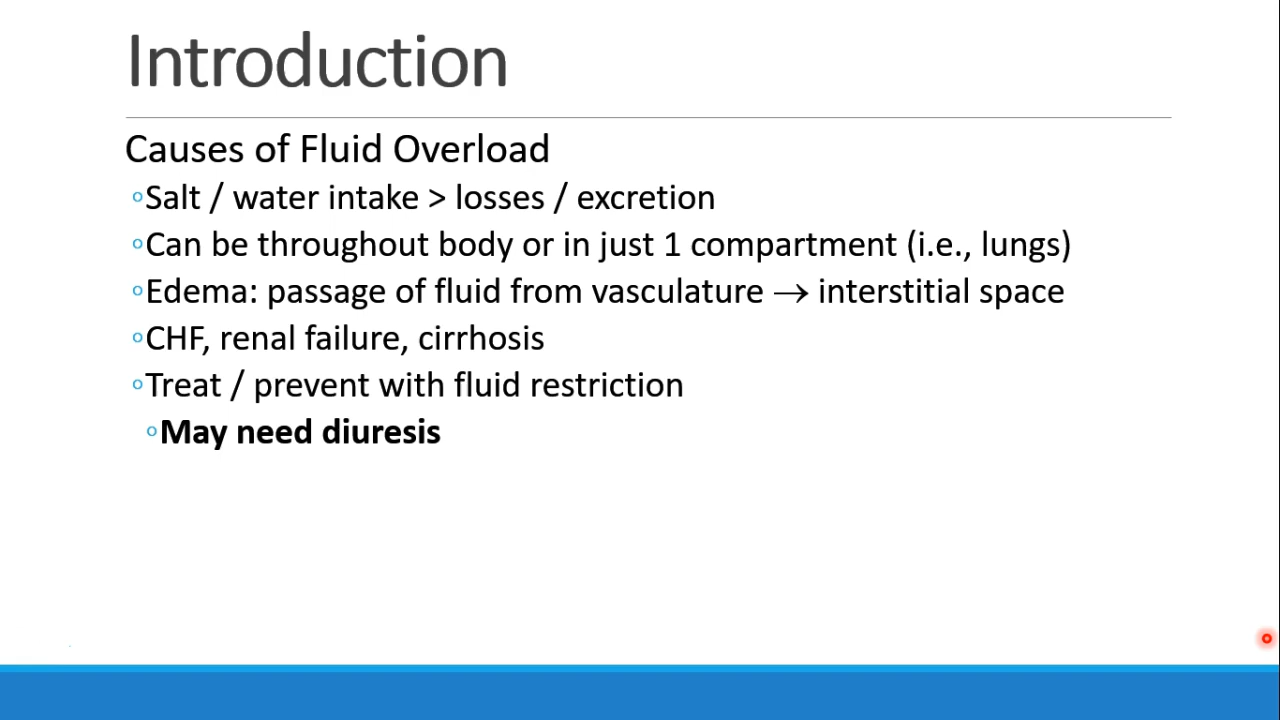 Introduction
Causes of Fluid Overload
◦Salt / water intake > losses / excretion
◦Can be throughout body or in just 1 compartment (i.e., lungs)
◦Edema: passage of fluid from vasculature → interstitial space
◦CHF, renal failure, cirrhosis
◦Treat / prevent with fluid restriction
◦May need diuresis